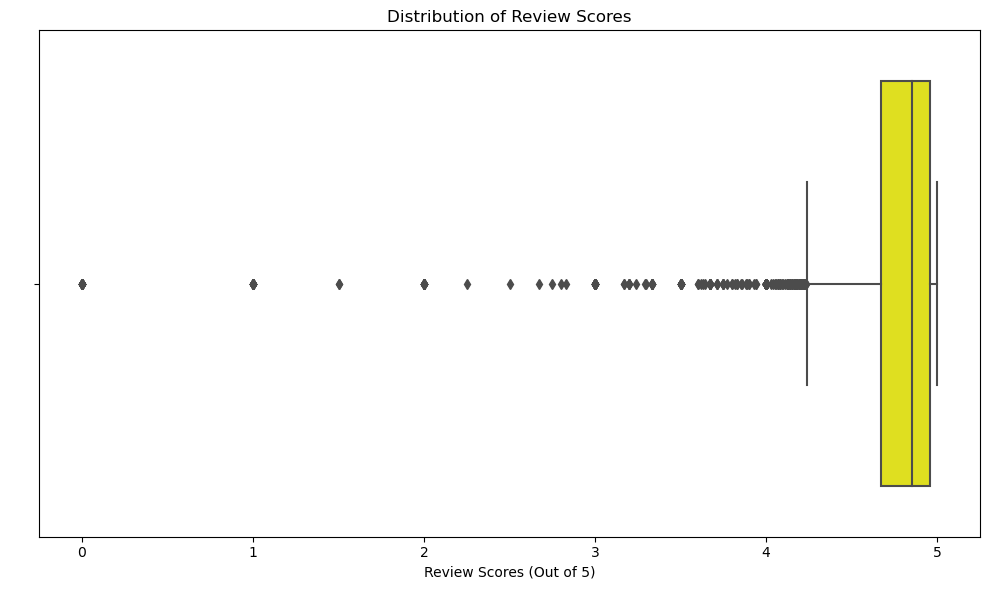 Distribution of Review Scores
0 1 2 3 4 5
Review Scores (Out of 5)